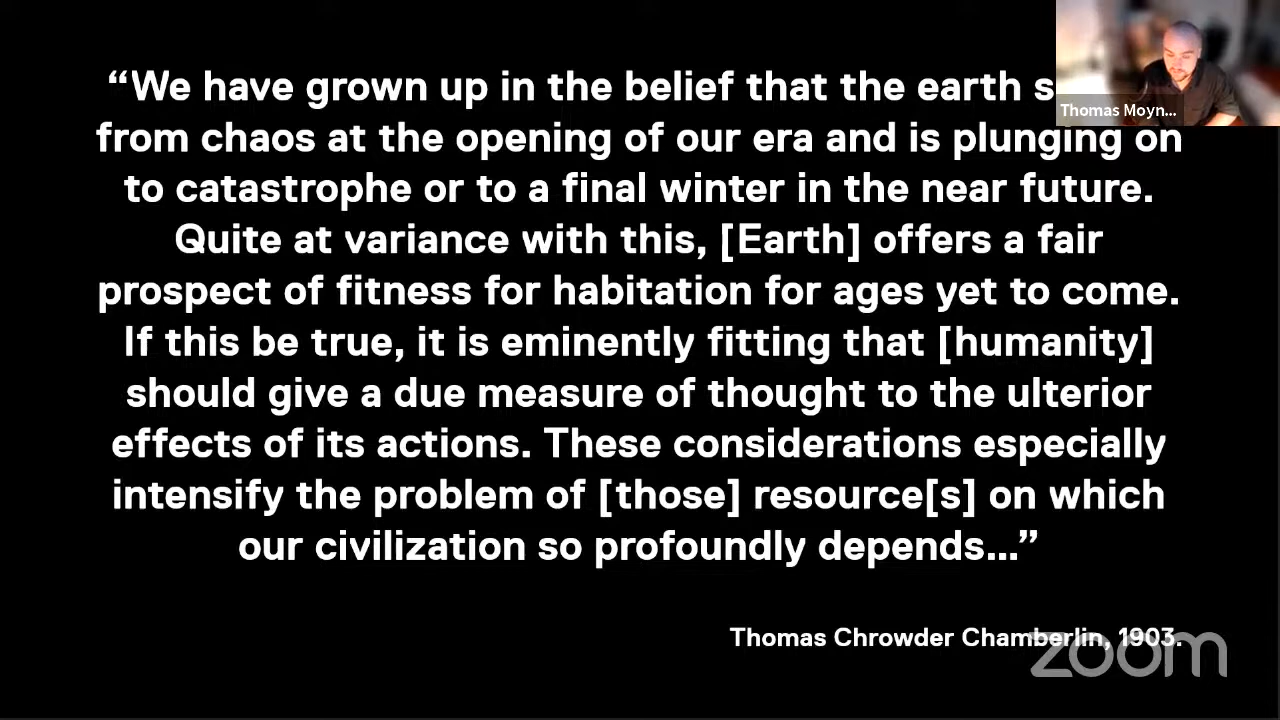 “We have grown up in the belief that the earth
from chaos at the opening of our era and is plunging on
to catastrophe or to a final winter in the near future.
Quite at variance with this, [Earth] offers a fair
prospect of fitness for habitation for ages yet to come.
If this be true, it is eminently fitting that [humanity]
should give a due measure of thought to the ulterior
effects of its actions. These considerations especially
intensify the problem of [those] resource[s] on which
our civilization so profoundly depends...”
Thomas Chrowder Chamberlin, 1903.
Thomas Moyn...
zoom